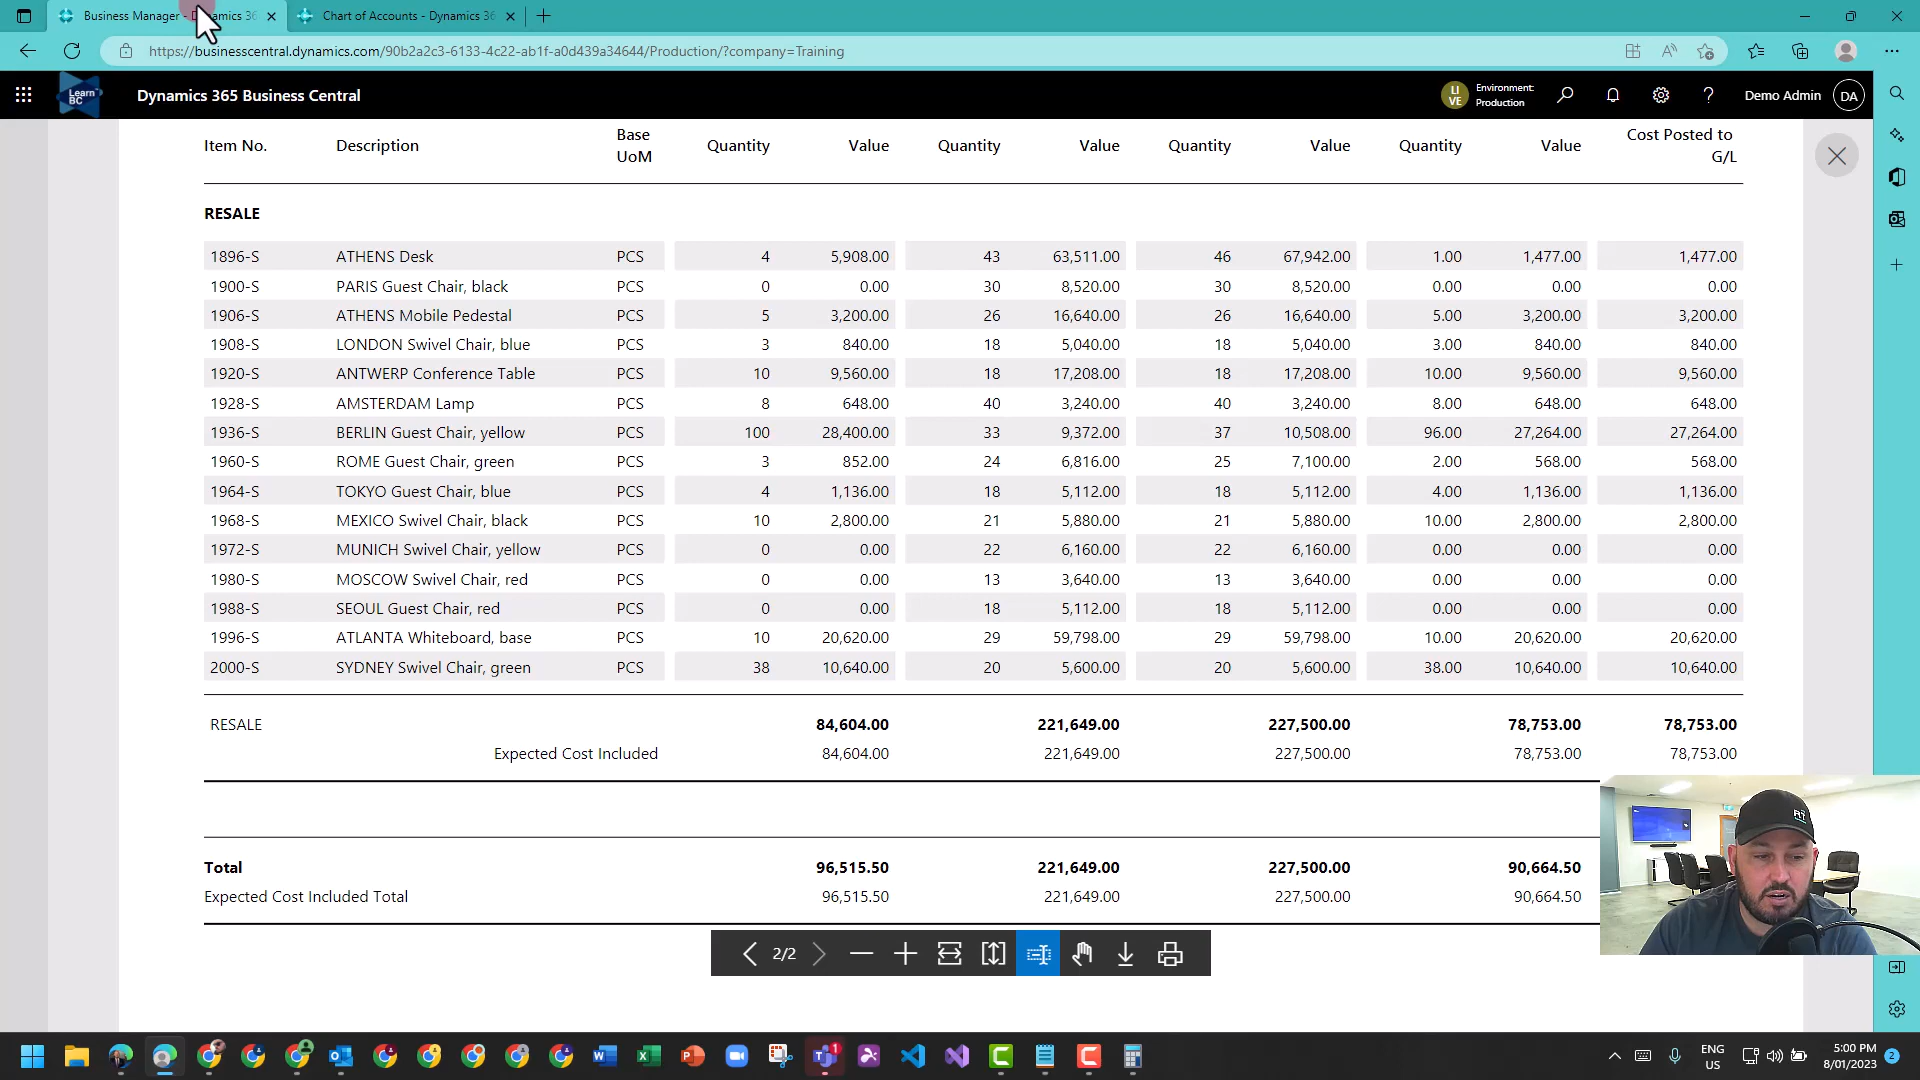 Business Manager - Dynamics 36
Chart of Accounts - Dynamics 36
https://businesscentral.dynamics.com/90b2a2c3-6133-4c22-ab1f-a0d439a34644/Production/?company=Training
Learn BC
Dynamics 365 Business Central
LIVE
Environment: Production
Demo Admin
DA
Item No. Description Base UoM Quantity Value Quantity Value Quantity Value Quantity Value Cost Posted to G/L
RESALE
1896-S ATHENS Desk PCS 4 5,908.00 43 63,511.00 46 67,942.00 1.00 1,477.00 1,477.00
1900-S PARIS Guest Chair, black PCS 0 0.00 30 8,520.00 30 8,520.00 0.00 0.00 0.00
1906-S ATHENS Mobile Pedestal PCS 5 3,200.00 26 16,640.00 26 16,640.00 5.00 3,200.00 3,200.00
1908-S LONDON Swivel Chair, blue PCS 3 840.00 18 5,040.00 18 5,040.00 3.00 840.00 840.00
1920-S ANTWERP Conference Table PCS 10 9,560.00 18 17,208.00 18 17,208.00 10.00 9,560.00 9,560.00
1928-S AMSTERDAM Lamp PCS 8 648.00 40 3,240.00 40 3,240.00 8.00 648.00 648.00
1936-S BERLIN Guest Chair, yellow PCS 100 28,400.00 33 9,372.00 37 10,508.00 96.00 27,264.00 27,264.00
1960-S ROME Guest Chair, green PCS 3 852.00 24 6,816.00 25 7,100.00 2.00 568.00 568.00
1964-S TOKYO Guest Chair, blue PCS 4 1,136.00 18 5,112.00 18 5,112.00 4.00 1,136.00 1,136.00
1968-S MEXICO Swivel Chair, black PCS 10 2,800.00 21 5,880.00 21 5,880.00 10.00 2,800.00 2,800.00
1972-S MUNICH Swivel Chair, yellow PCS 0 0.00 22 6,160.00 22 6,160.00 0.00 0.00 0.00
1980-S MOSCOW Swivel Chair, red PCS 0 0.00 13 3,640.00 13 3,640.00 0.00 0.00 0.00
1988-S SEOUL Guest Chair, red PCS 0 0.00 18 5,112.00 18 5,112.00 0.00 0.00 0.00
1996-S ATLANTA Whiteboard, base PCS 10 20,620.00 29 59,798.00 29 59,798.00 10.00 20,620.00 20,620.00
2000-S SYDNEY Swivel Chair, green PCS 38 10,640.00 20 5,600.00 20 5,600.00 38.00 10,640.00 10,640.00
RESALE 84,604.00 221,649.00 227,500.00 78,753.00 78,753.00
Expected Cost Included 84,604.00 221,649.00 227,500.00 78,753.00 78,753.00
Total 96,515.50 221,649.00 227,500.00 90,664.50
Expected Cost Included Total 96,515.50 221,649.00 227,500.00 90,664.50
2/2
ENG US
5:00 PM
8/01/2023
2